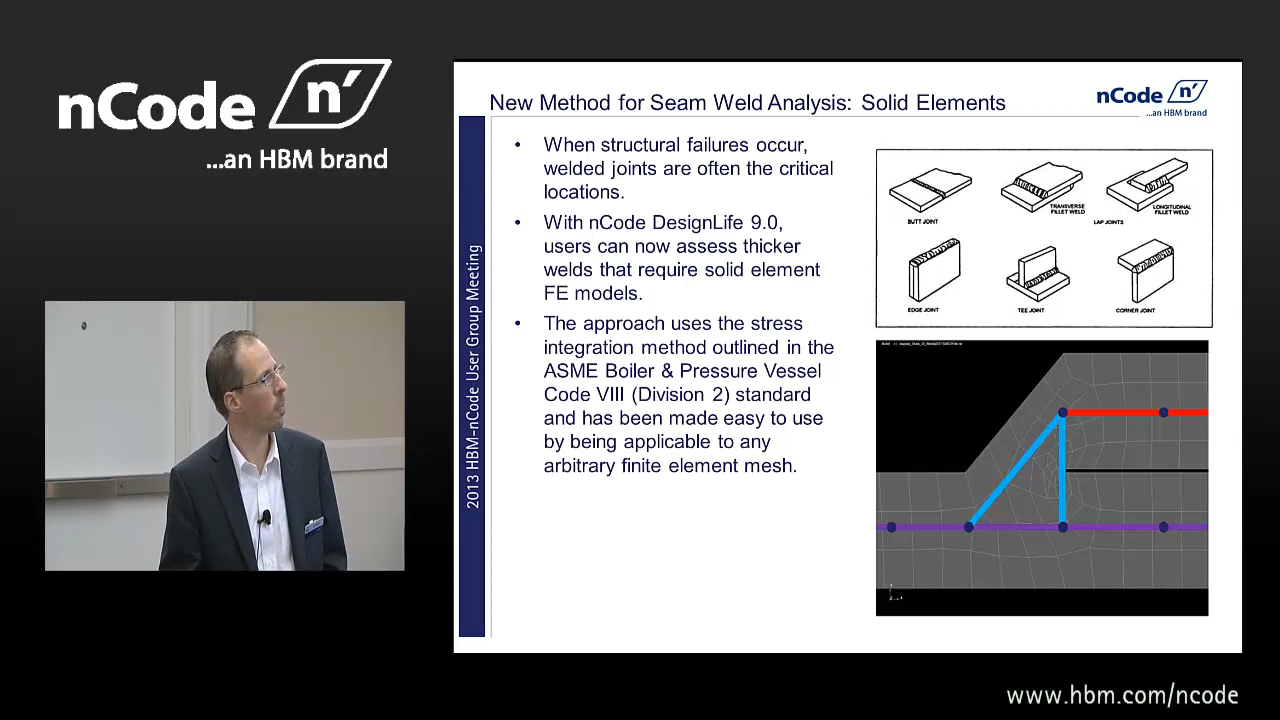 nCode n'
...an HBM brand
New Method for Seam Weld Analysis: Solid Elements
nCode n'
...an HBM brand
2013 HBM-nCode User Group Meeting
• When structural failures occur,
welded joints are often the critical
locations.
• With nCode DesignLife 9.0,
users can now assess thicker
welds that require solid element
FE models.
• The approach uses the stress
integration method outlined in the
ASME Boiler & Pressure Vessel
Code VIII (Division 2) standard
and has been made easy to use
by being applicable to any
arbitrary finite element mesh.
BUTT JOINT
TRANSVERSE
FILLET WELD
LAP JOINTS
LONGITUDINAL
FILLET WELD
EDGE JOINT
TEE JOINT
CORNER JOINT
www.hbm.com/ncode